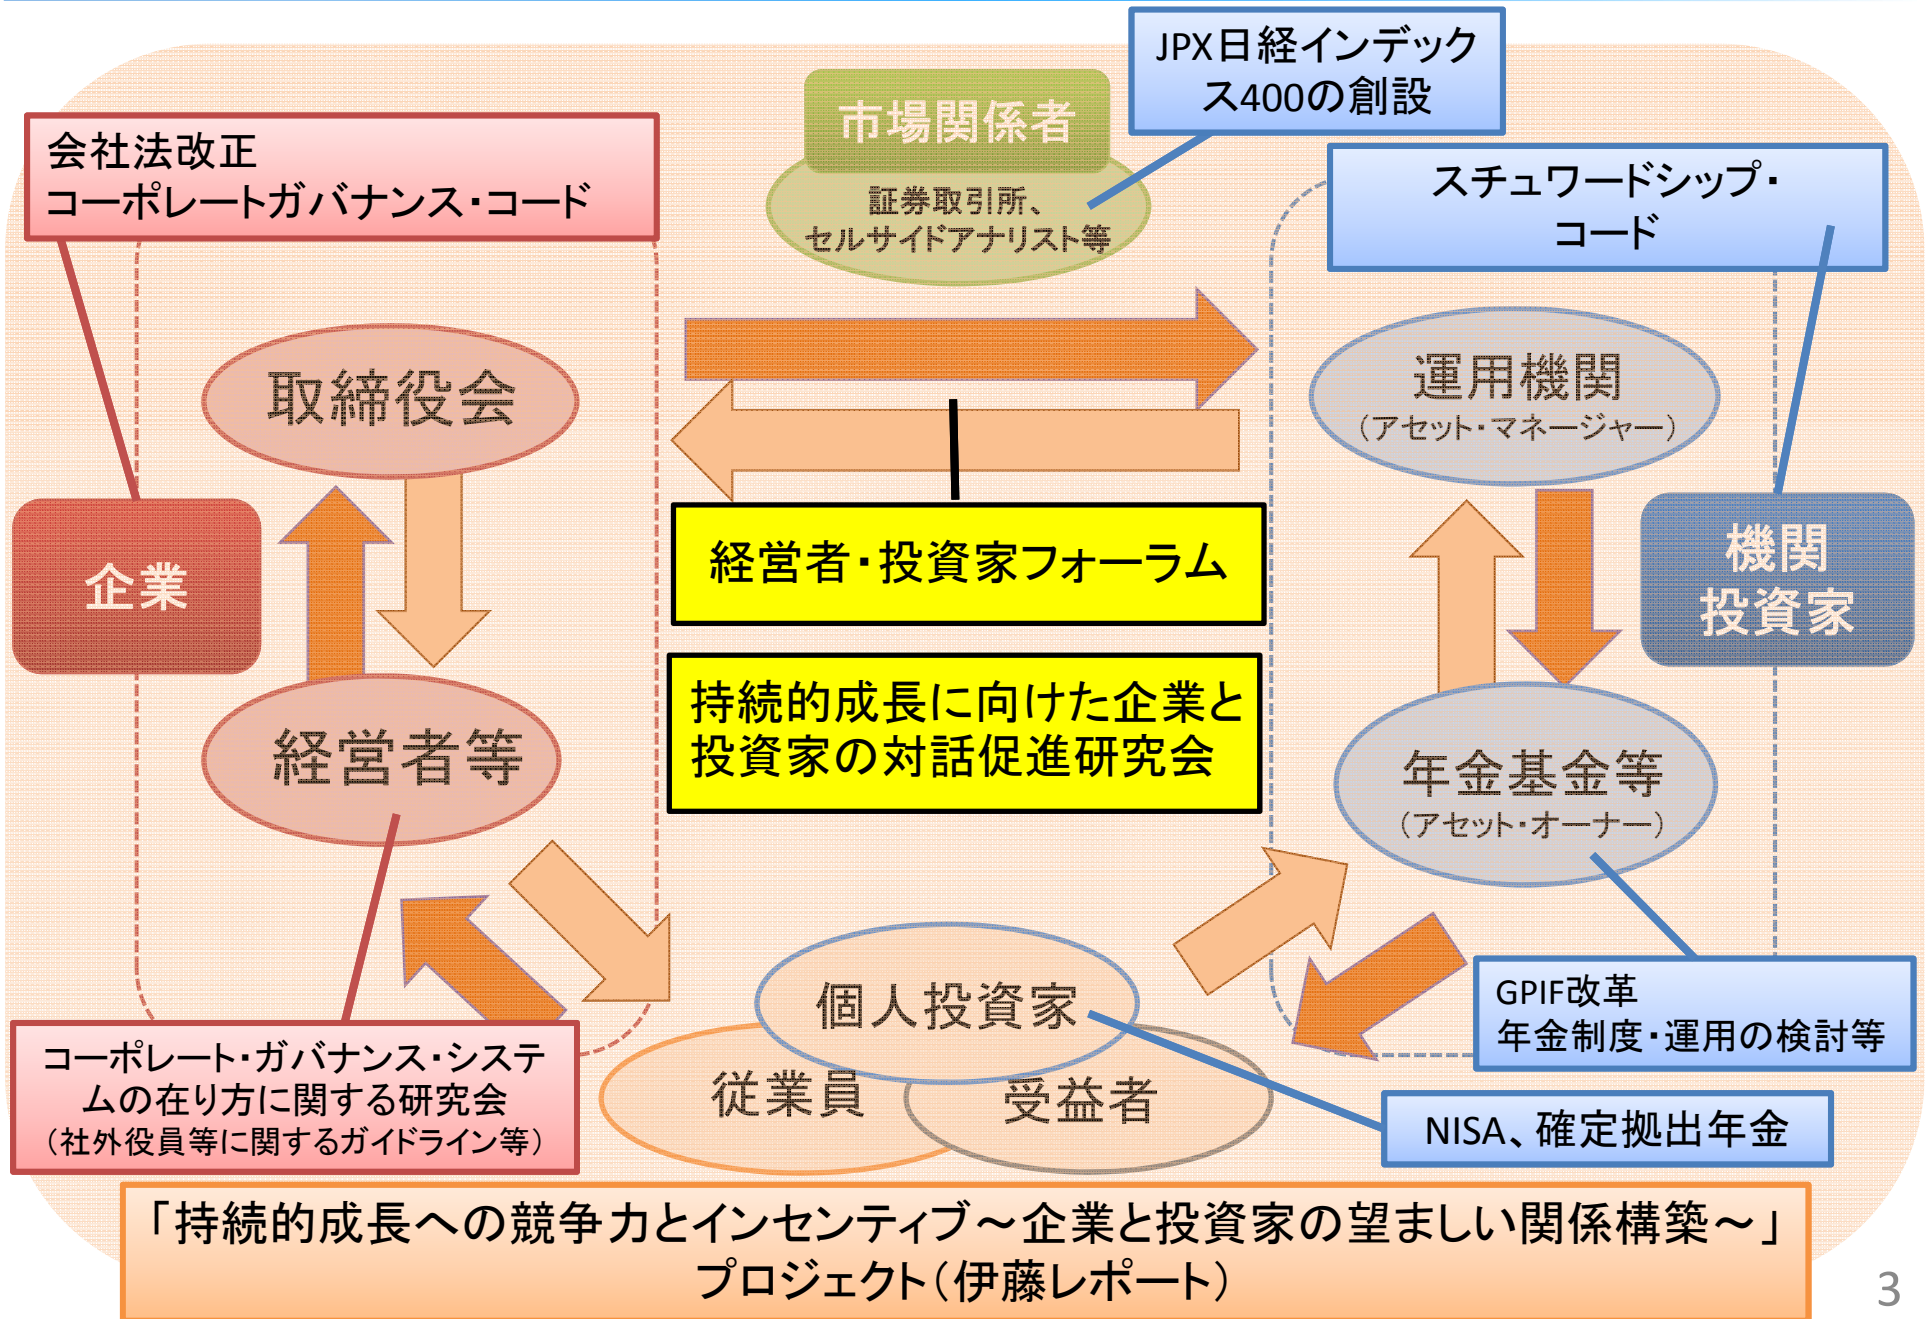 JPX日経インデック
ス400の創設
市場関係者
証券取引所、
セルサイドアナリスト等
会社法改正
コーポレートガバナンス・コード
スチュワードシップ・
コード
取締役会
運用機関
（アセット・マネージャー）
企業
経営者・投資家フォーラム
機関
投資家
持続的成長に向けた企業と
投資家の対話促進研究会
経営者等
年金基金等
（アセット・オーナー）
個人投資家
従業員
受益者
GPIF改革
年金制度・運用の検討等
コーポレート・ガバナンス・システ
ムの在り方に関する研究会
（社外役員等に関するガイドライン等）
NISA、確定拠出年金
「持続的成長への競争力とインセンティブ～企業と投資家の望ましい関係構築～」
プロジェクト（伊藤レポート）
3